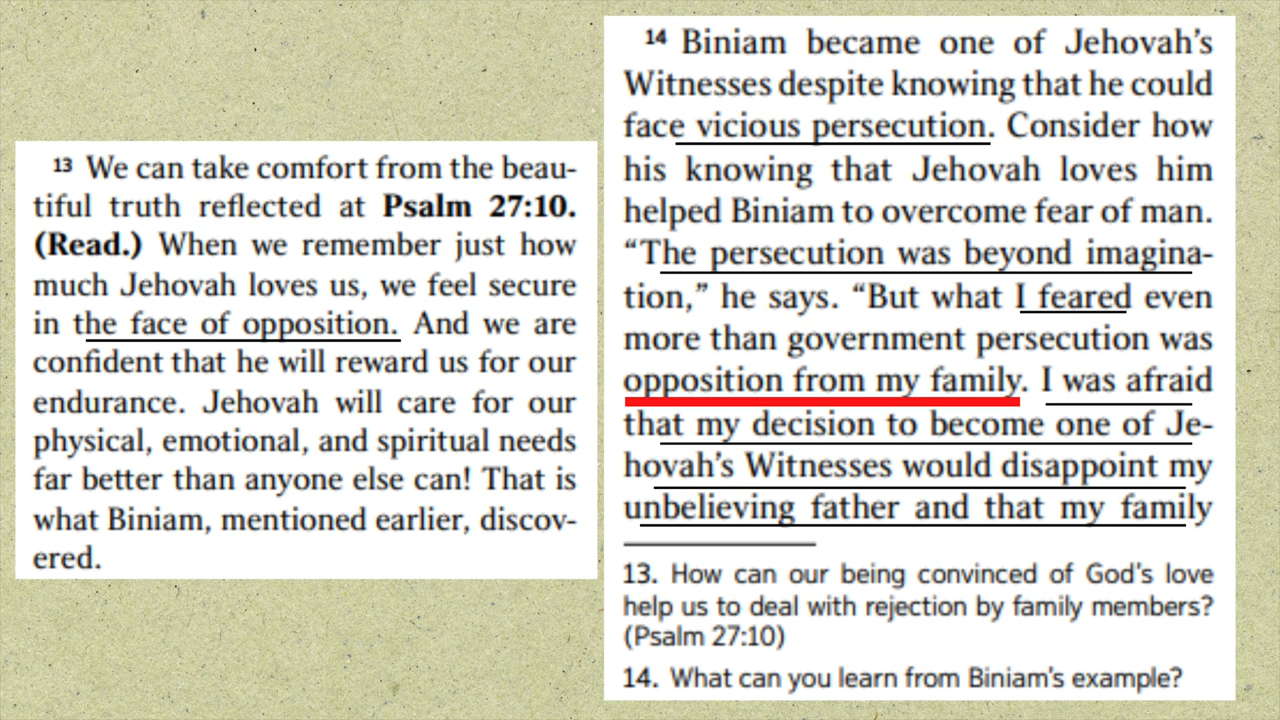 13 We can take comfort from the beau-
tiful truth reflected at Psalm 27:10.
(Read.) When we remember just how
much Jehovah loves us, we feel secure
in the face of opposition. And we are
confident that he will reward us for our
endurance. Jehovah will care for our
physical, emotional, and spiritual needs
far better than anyone else can! That is
what Biniam, mentioned earlier, discov-
ered.
14 Biniam became one of Jehovah’s
Witnesses despite knowing that he could
face vicious persecution. Consider how
his knowing that Jehovah loves him
helped Biniam to overcome fear of man.
“The persecution was beyond imagina-
tion,” he says. “But what I feared even
more than government persecution was
opposition from my family. I was afraid
that my decision to become one of Je-
hovah’s Witnesses would disappoint my
unbelieving father and that my family
13. How can our being convinced of God’s love
help us to deal with rejection by family members?
(Psalm 27:10)
14. What can you learn from Biniam’s example?